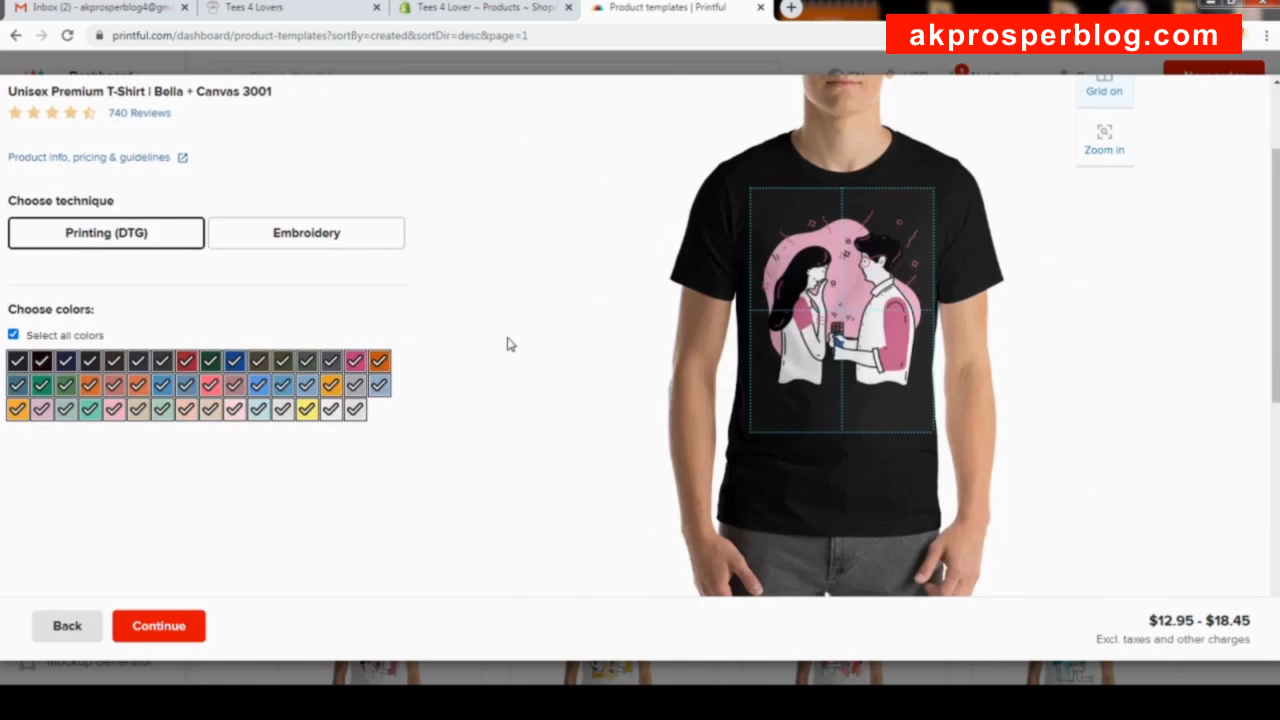 Inbox (2) - akprosperblog4@gm
Tees 4 Lovers
Tees 4 Lover ~ Products ~ Shopi
Product templates | Printful
printful.com/dashboard/product-templates?sortBy=created&sortDir=desc&page=1
akprosperblog.com
Unisex Premium T-Shirt | Bella + Canvas 3001
740 Reviews
Grid on
Zoom in
Product info, pricing & guidelines
Choose technique
Printing (DTG)
Embroidery
Choose colors:
Select all colors
Back
Continue
$12.95 - $18.45
Excl. taxes and other charges
Mockup Generator